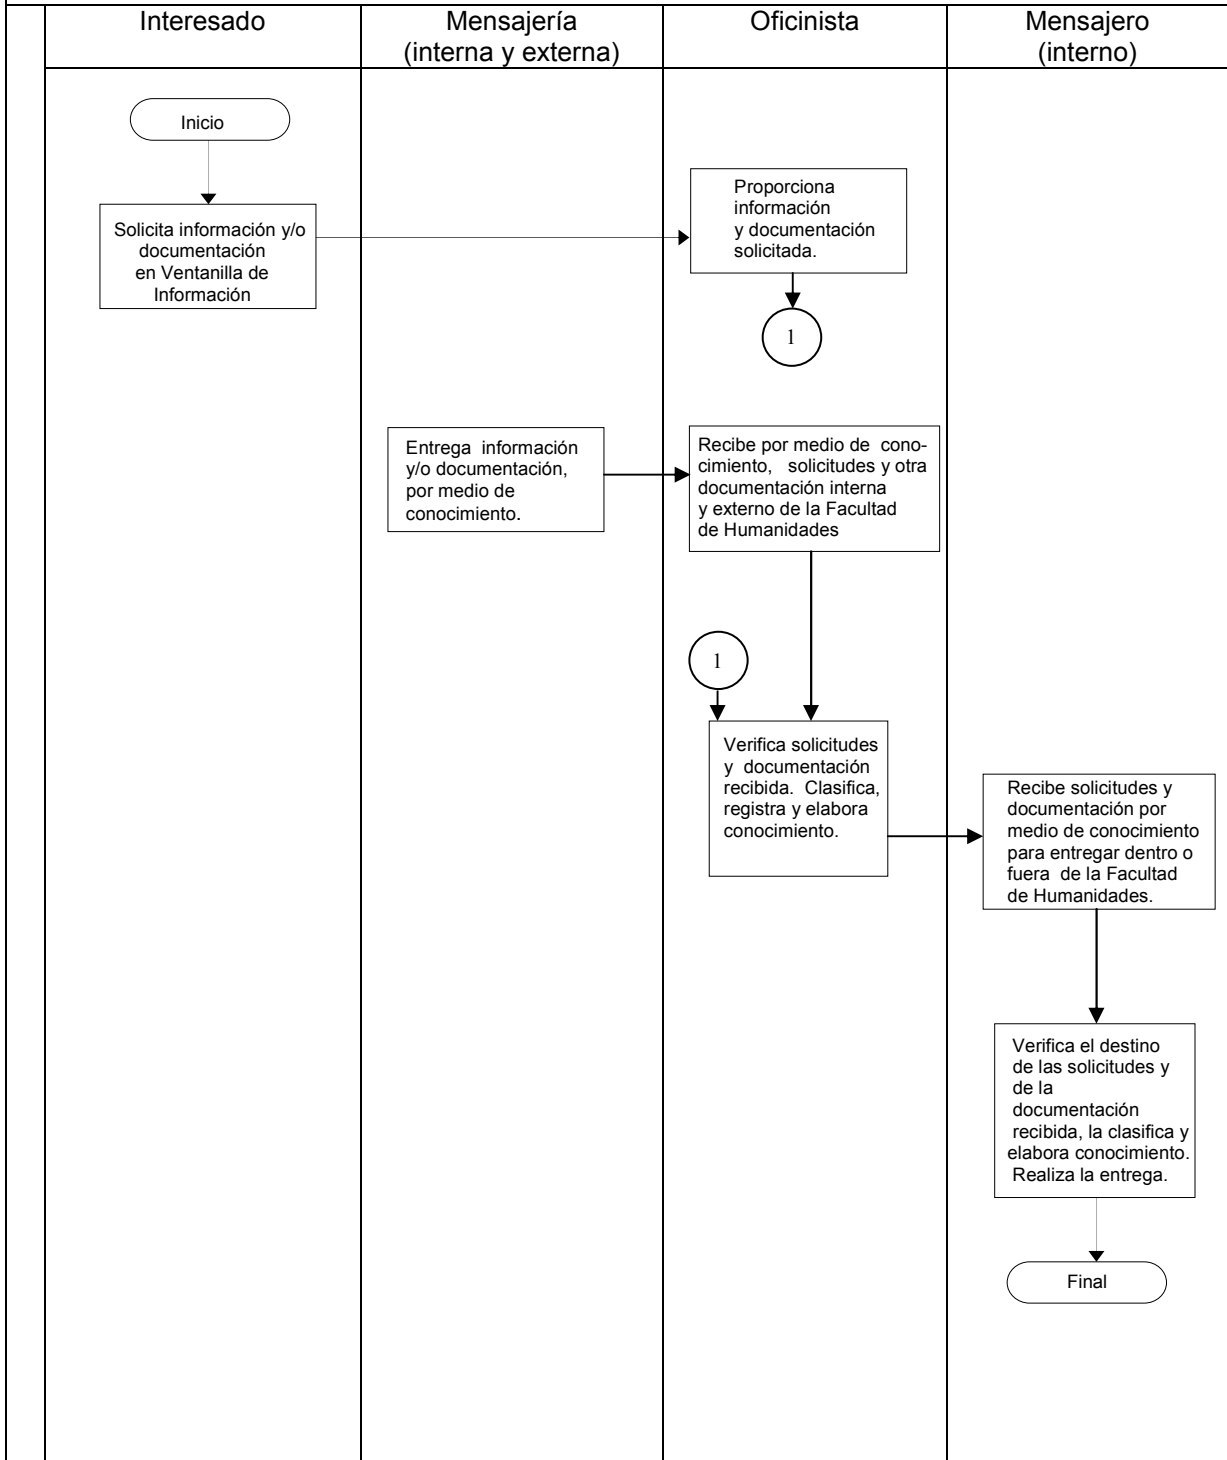 Interesado
Mensajería
(interna y externa)
Oficinista
Mensajero
(interno)
Inicio
Solicita información y/o
documentación
en Ventanilla de
Información
Proporciona
información
y documentación
solicitada.
1
Entrega información
y/o documentación,
por medio de
conocimiento.
Recibe por medio de cono-
cimiento, solicitudes y otra
documentación interna
y externo de la Facultad
de Humanidades
1
Verifica solicitudes
y documentación
recibida. Clasifica,
registra y elabora
conocimiento.
Recibe solicitudes y
documentación por
medio de conocimiento
para entregar dentro o
fuera de la Facultad
de Humanidades.
Verifica el destino
de las solicitudes y
de la
documentación
recibida, la clasifica y
elabora conocimiento.
Realiza la entrega.
Final